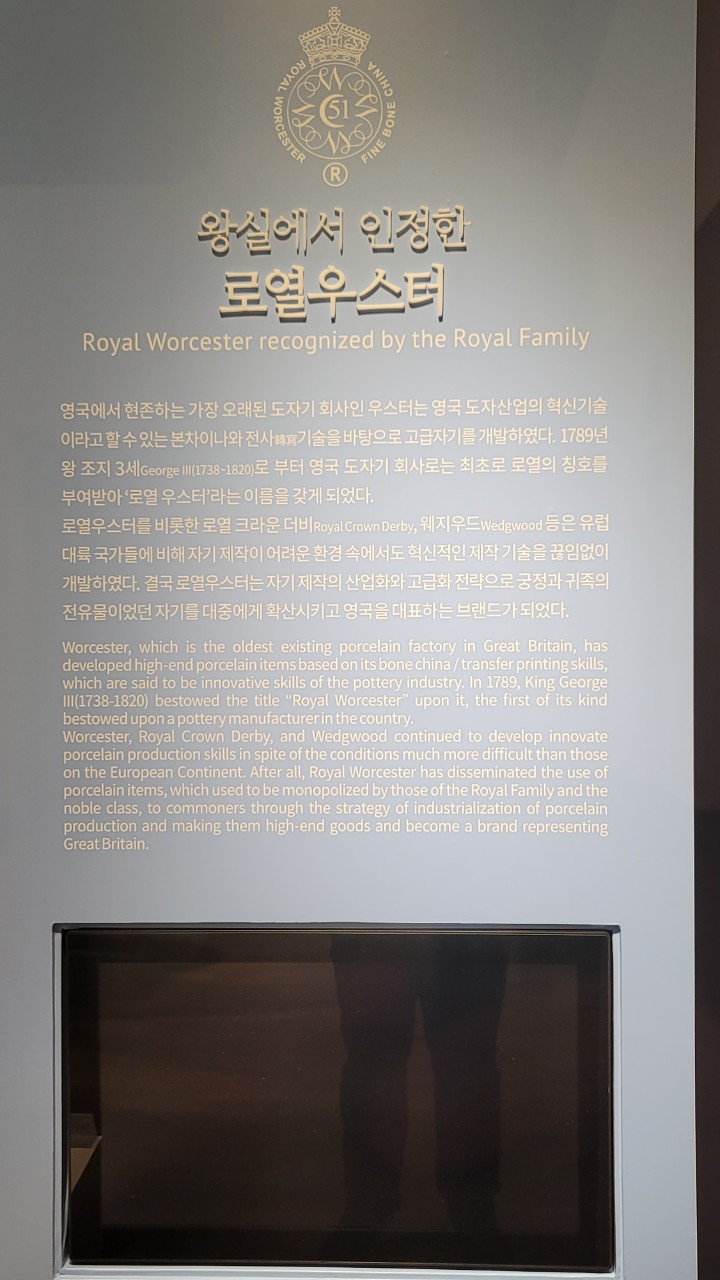 ROYAL WORCESTER
FINE BONE CHINA
51
®
왕실에서 인정한
로열우스터
Royal Worcester recognized by the Royal Family
영국에서 현존하는 가장 오래된 도자기 회사인 우스터는 영국 도자산업의 혁신기술
이라고 할 수 있는 본차이나와 전사轉寫기술을 바탕으로 고급자기를 개발하였다. 1789년
왕 조지 3세George III(1738~1820)로 부터 영국 도자기 회사로는 최초로 로열의 칭호를
부여받아 ‘로열 우스터’라는 이름을 갖게 되었다.
로열우스터를 비롯한 로열 크라운 더비Royal Crown Derby, 웨지우드Wedgwood 등은 유럽
대륙 국가들에 비해 자기 제작이 어려운 환경 속에서도 혁신적인 제작 기술을 끊임없이
개발하였다. 결국 로열우스터는 자기 제작의 산업화와 고급화 전략으로 궁정과 귀족의
전유물이었던 자기를 대중에게 확산시키고 영국을 대표하는 브랜드가 되었다.
Worcester, which is the oldest existing porcelain factory in Great Britain, has
developed high-end porcelain items based on its bone china / transfer printing skills,
which are said to be innovative skills of the pottery industry. In 1789, King George
III(1738-1820) bestowed the title “Royal Worcester” upon it, the first of its kind
bestowed upon a pottery manufacturer in the country.
Worcester, Royal Crown Derby, and Wedgwood continued to develop innovate
porcelain production skills in spite of the conditions much more difficult than those
on the European Continent. After all, Royal Worcester has disseminated the use of
porcelain items, which used to be monopolized by those of the Royal Family and the
noble class, to commoners through the strategy of industrialization of porcelain
production and making them high-end goods and become a brand representing
Great Britain.